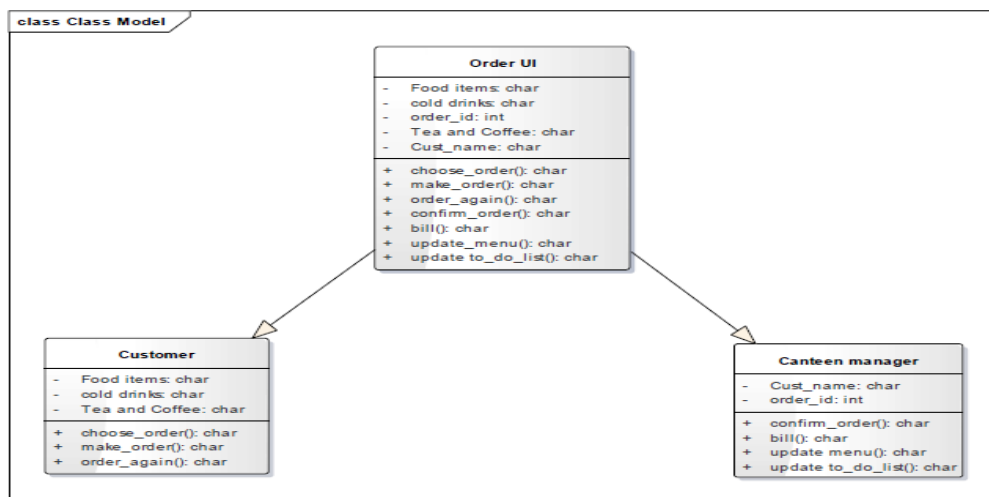 class Class Model
Order UI
- Food items: char
- cold drinks: char
- order_id: int
- Tea and Coffee: char
- Cust_name: char
+ choose_order(): char
+ make_order(): char
+ order_again(): char
+ confirm_order(): char
+ bill(): char
+ update_menu(): char
+ update to_do_list(): char
Customer
- Food items: char
- cold drinks: char
- Tea and Coffee: char
+ choose_order(): char
+ make_order(): char
+ order_again(): char
Canteen manager
- Cust_name: char
- order_id: int
+ confirm_order(): char
+ bill(): char
+ update menu(): char
+ update to_do_list(): char